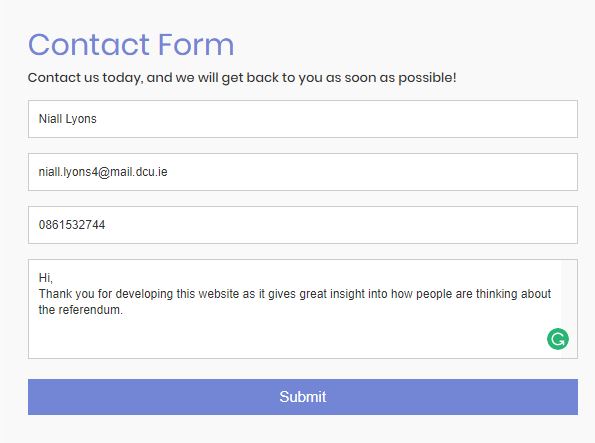 Contact Form
Contact us today, and we will get back to you as soon as possible!
Niall Lyons
niall.lyons4@mail.dcu.ie
0861532744
Hi,
Thank you for developing this website as it gives great insight into how people are thinking about
the referendum.
Submit